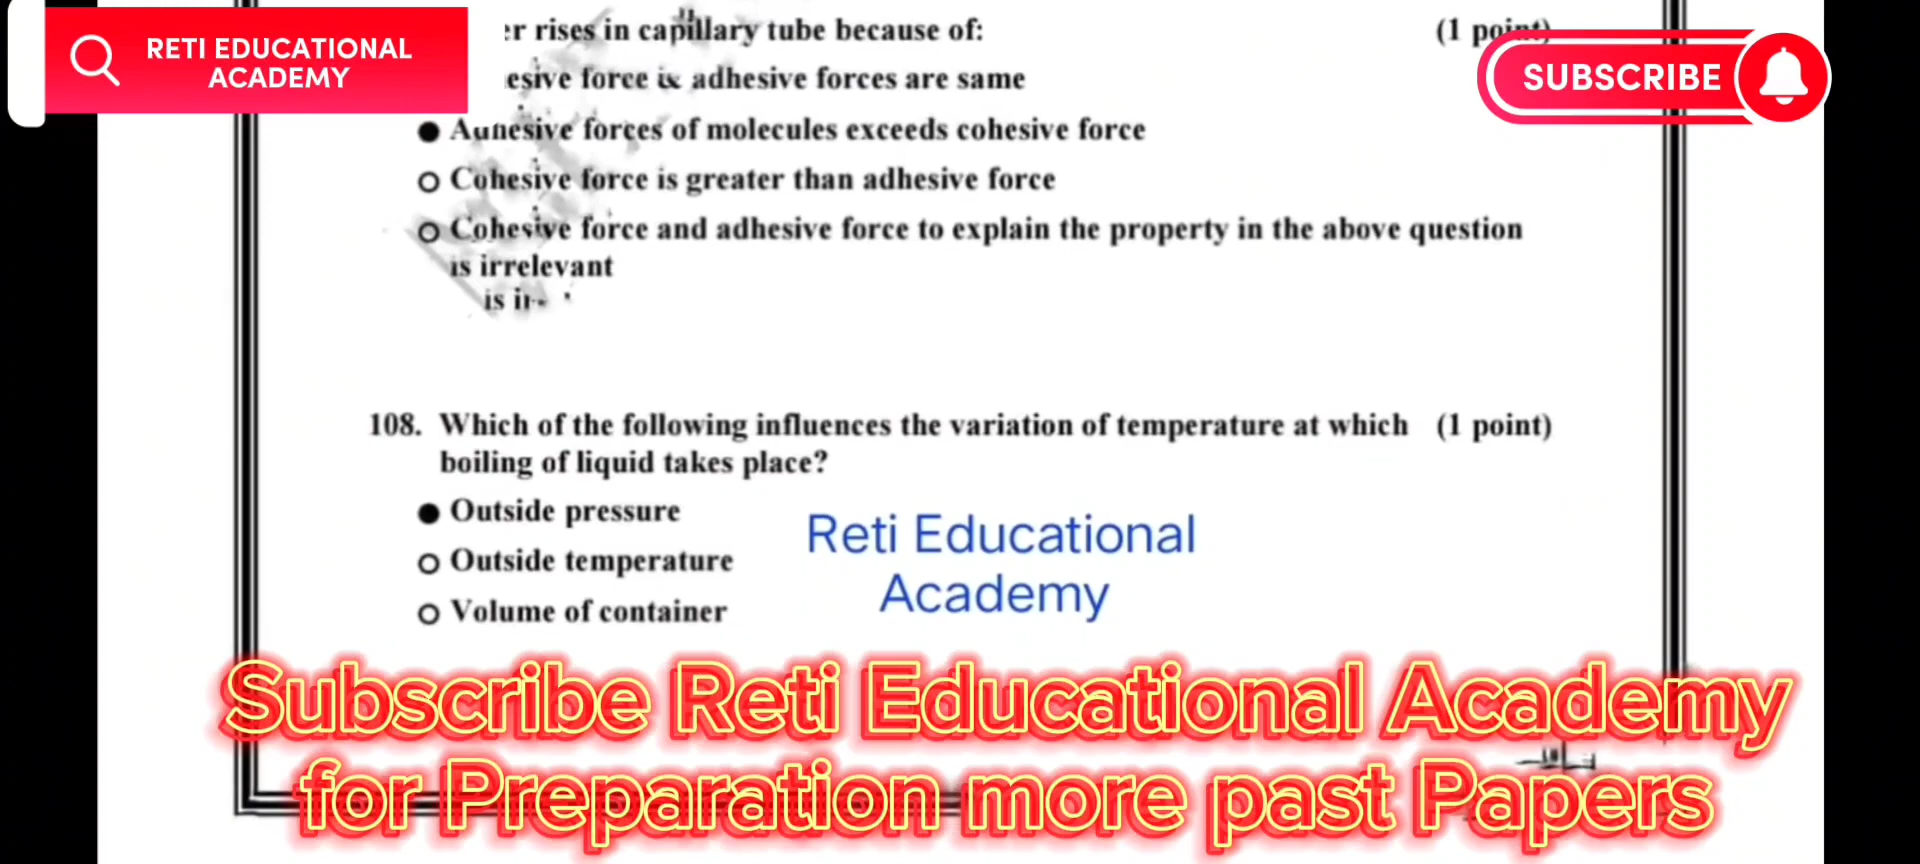 RETI EDUCATIONAL
ACADEMY
SUBSCRIBE
rises in capillary tube because of:
(1 point)
force & adhesive forces are same
Adhesive forces of molecules exceeds cohesive force
Cohesive force is greater than adhesive force
Cohesive force and adhesive force to explain the property in the above question
is irrelevant
is
108. Which of the following influences the variation of temperature at which (1 point)
boiling of liquid takes place?
Outside pressure
Outside temperature
Volume of container
Reti Educational
Academy
Subscribe Reti Educational Academy
for Preparation more past Papers